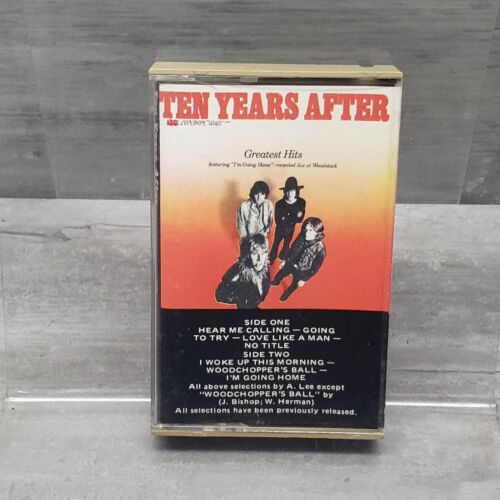 TEN YEARS AFTER
LONDON
Greatest Hits
featuring "I'm Going Home"-recorded live at Woodstock
SIDE ONE
HEAR ME CALLING — GOING
TO TRY — LOVE LIKE A MAN —
NO TITLE
SIDE TWO
I WOKE UP THIS MORNING —
WOODCHOPPER'S BALL —
I'M GOING HOME
All above selections by A. Lee except
"WOODCHOPPER'S BALL" by
(J. Bishop; W. Herman)
All selections have been previously released.